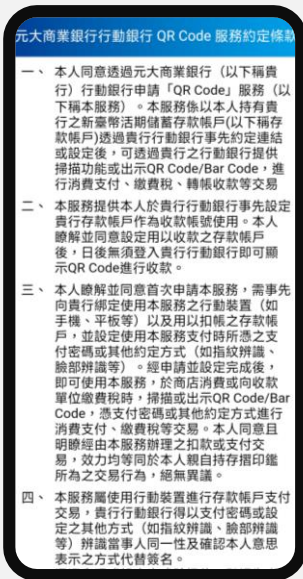 元大商業銀行行動銀行 QR Code 服務約定條款
一、 本人同意透過元大商業銀行（以下稱貴
行）行動銀行申請「QR Code」服務（以
下稱本服務）。本服務係以本人持有貴
行之新臺幣活期儲蓄存款帳戶(以下稱存
款帳戶)透過貴行行動銀行事先約定連結
或設定後，可透過貴行之行動銀行提供
掃描功能或出示QR Code/Bar Code，進
行消費支付、繳費稅、轉帳收款等交易
二、 本服務提供本人於貴行行動銀行事先設定
貴行存款帳戶作為收款帳號使用。本人
瞭解並同意設定用以收款之存款帳戶
後，日後無須登入貴行行動銀行即可顯
示QR Code進行收款。
三、 本人瞭解並同意首次申請本服務，需事先
向貴行綁定使用本服務之行動裝置（如
手機、平板等）以及用以扣帳之存款帳
戶，並設定使用本服務支付時所憑之支
付密碼或其他約定方式（如指紋辨識、
臉部辨識等）。經申請並設定完成後，
即可使用本服務，於商店消費或向收款
單位繳費稅時，掃描或出示QR Code/Bar
Code，憑支付密碼或其他約定方式進行
消費支付、繳費稅等交易。本人同意且
明瞭經由本服務辦理之扣款或支付交
易，效力均等同於本人親自持存摺印鑑
所為之交易行為，絕無異議。
四、 本服務屬使用行動裝置進行存款帳戶支付
交易，貴行行動銀行得以支付密碼或設
定之其他方式（如指紋辨識、臉部辨識
等）辨識當事人同一性及確認本人意思
表示之方式代替簽名。